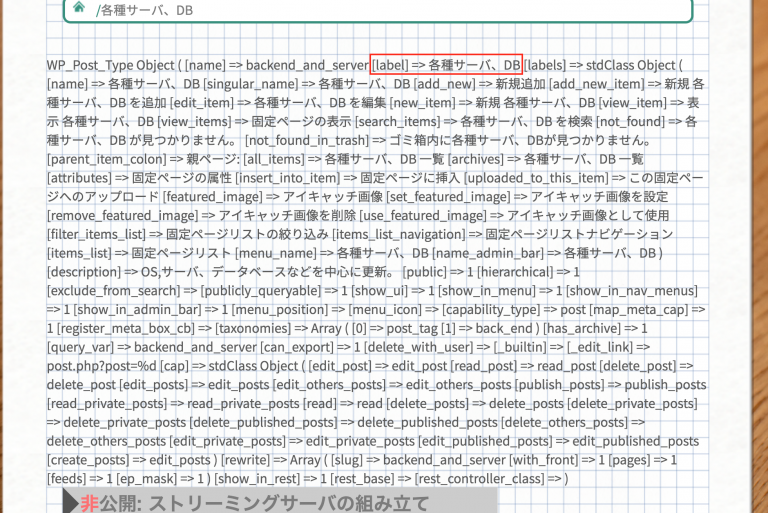 /各種サーバ、DB
WP_Post_Type Object ( [name] => backend_and_server [label] => 各種サーバ、DB [labels] => stdClass Object (
[name] => 各種サーバ、DB [singular_name] => 各種サーバ、DB [add_new] => 新規追加 [add_new_item] => 新規 各
種サーバ、DB を追加 [edit_item] => 各種サーバ、DB を編集 [new_item] => 新規 各種サーバ、DB [view_item] => 表
示 各種サーバ、DB [view_items] => 固定ページの表示 [search_items] => 各種サーバ、DB を検索 [not_found] => 各
種サーバ、DB が見つかりません。 [not_found_in_trash] => ゴミ箱内に各種サーバ、DBが見つかりません。
[parent_item_colon] => 親ページ: [all_items] => 各種サーバ、DB 一覧 [archives] => 各種サーバ、DB 一覧
[attributes] => 固定ページの属性 [insert_into_item] => 固定ページに挿入 [uploaded_to_this_item] => この固定ペー
ジへのアップロード [featured_image] => アイキャッチ画像 [set_featured_image] => アイキャッチ画像を設定
[remove_featured_image] => アイキャッチ画像を削除 [use_featured_image] => アイキャッチ画像として使用
[filter_items_list] => 固定ページリストの絞り込み [items_list_navigation] => 固定ページリストナビゲーション
[items_list] => 固定ページリスト [menu_name] => 各種サーバ、DB [name_admin_bar] => 各種サーバ、DB )
[description] => OS,サーバ、データベースなどを中心に更新。 [public] => 1 [hierarchical] => 1
[exclude_from_search] => [publicly_queryable] => 1 [show_ui] => 1 [show_in_menu] => 1 [show_in_nav_menus]
=> 1 [show_in_admin_bar] => 1 [menu_position] => [menu_icon] => [capability_type] => post [map_meta_cap] =>
1 [register_meta_box_cb] => [taxonomies] => Array ( [0] => post_tag [1] => back_end ) [has_archive] => 1
[query_var] => backend_and_server [can_export] => 1 [delete_with_user] => [_builtin] => [_edit_link] =>
post.php?post=%d [cap] => stdClass Object ( [edit_post] => edit_post [read_post] => read_post [delete_post] =>
delete_post [edit_posts] => edit_posts [edit_others_posts] => edit_others_posts [publish_posts] => publish_posts
[read_private_posts] => read_private_posts [read] => read [delete_posts] => delete_posts [delete_private_posts]
=> delete_private_posts [delete_published_posts] => delete_published_posts [delete_others_posts] =>
delete_others_posts [edit_private_posts] => edit_private_posts [edit_published_posts] => edit_published_posts
[create_posts] => edit_posts ) [rewrite] => Array ( [slug] => backend_and_server [with_front] => 1 [pages] => 1
[feeds] => 1 [ep_mask] => 1 ) [show_in_rest] => 1 [rest_base] => [rest_controller_class] => )
非公開: ストリーミングサーバの組み立て